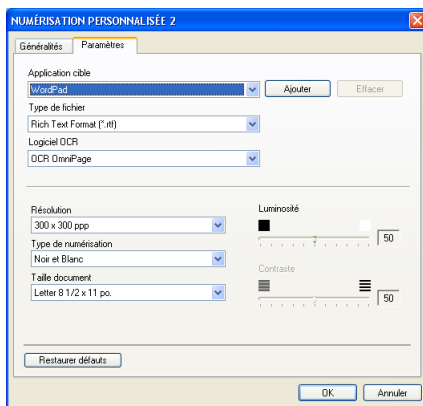 NUMÉRISATION PERSONNALISÉE 2
Généralités Paramètres
Application cible
WordPad Ajouter Effacer
Type de fichier
Rich Text Format (*.rtf)
Logiciel OCR
OCR OmniPage
Résolution Luminosité
300 x 300 ppp 50
Type de numérisation
Noir et Blanc
Contraste
Taille document
Letter 8 1/2 x 11 po. 50
Restaurer défauts
OK Annuler